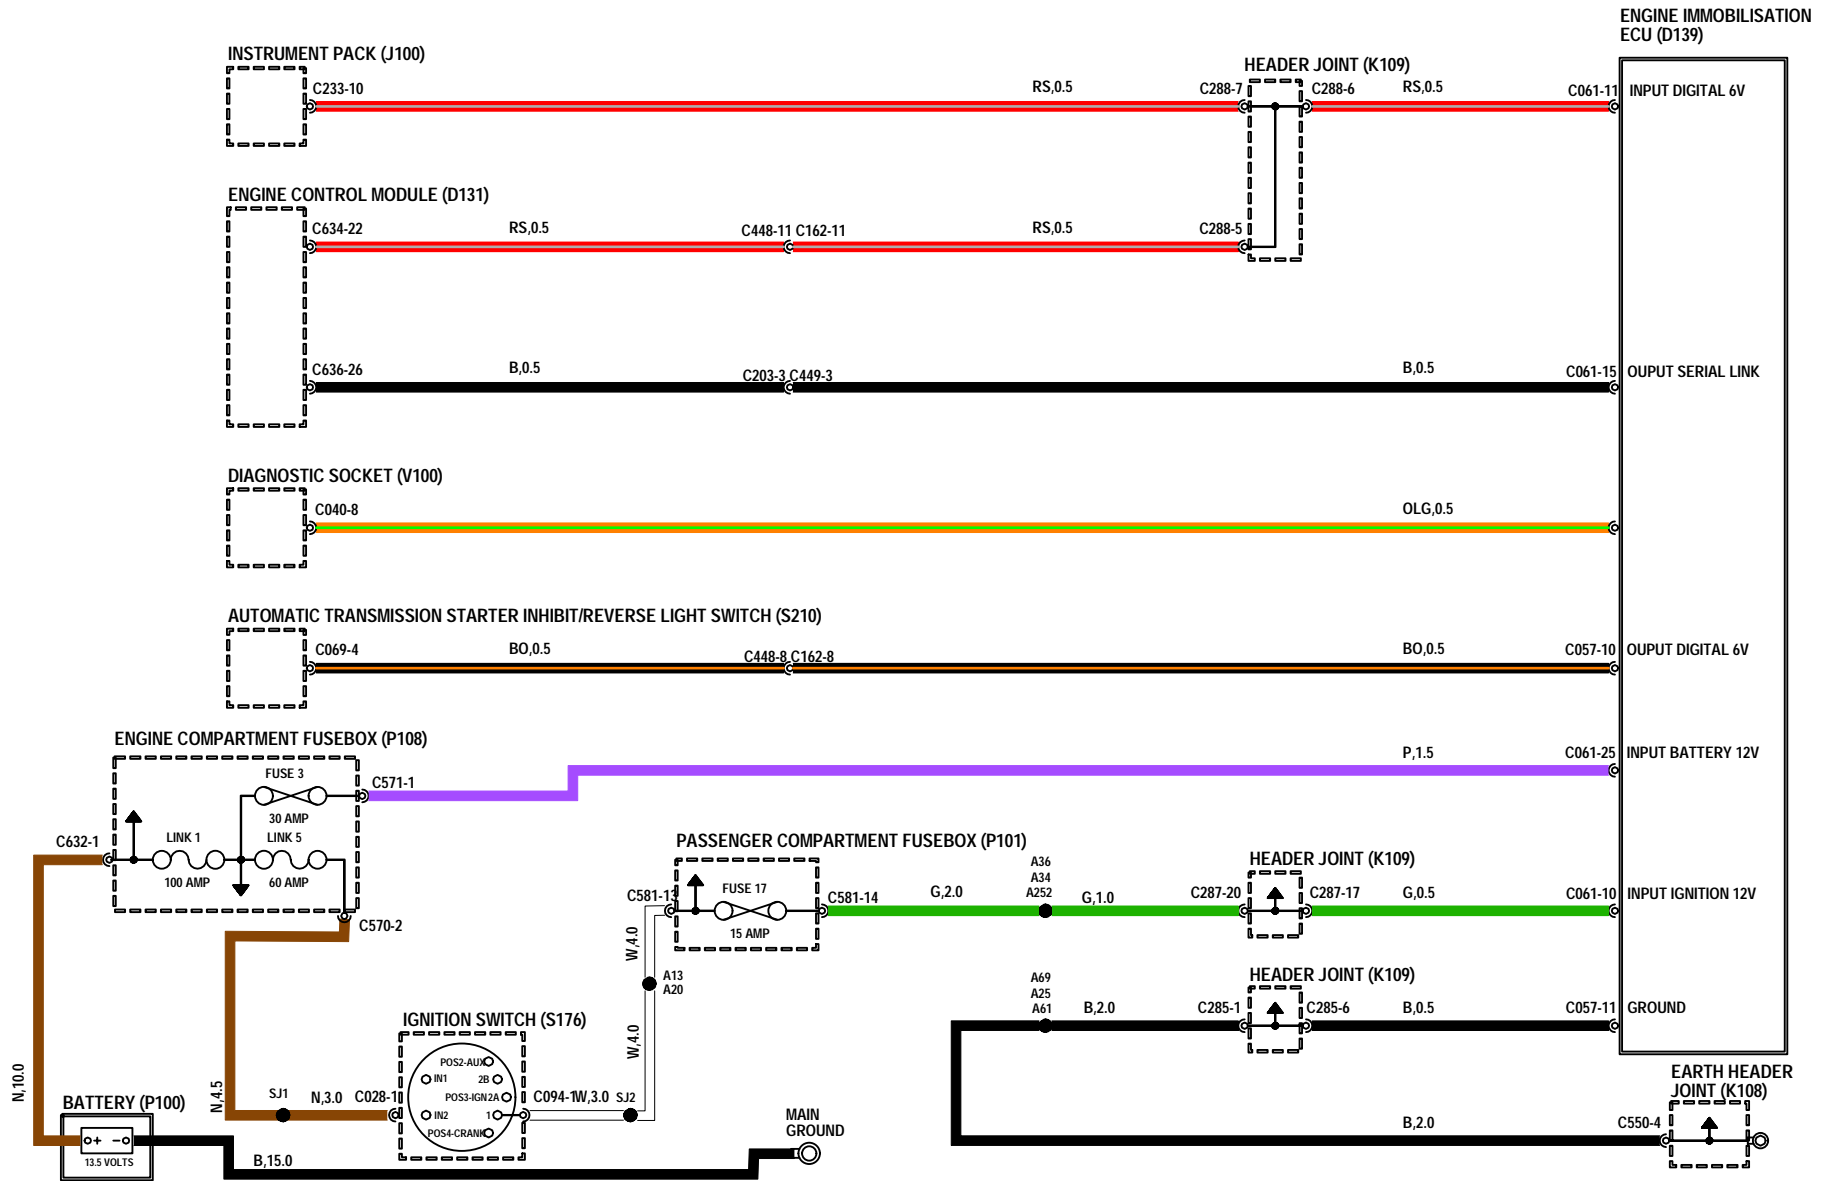 ENGINE IMMOBILISATION
ECU (D139)
INSTRUMENT PACK (J100)
HEADER JOINT (K109)
C233-10
RS,0.5
C288-7
C288-6
RS,0.5
C061-11
INPUT DIGITAL 6V
ENGINE CONTROL MODULE (D131)
C634-22
RS,0.5
C448-11 C162-11
RS,0.5
C288-5
C636-26
B,0.5
C203-3 C449-3
B,0.5
C061-15
OUPUT SERIAL LINK
DIAGNOSTIC SOCKET (V100)
C040-8
OLG,0.5
AUTOMATIC TRANSMISSION STARTER INHIBIT/REVERSE LIGHT SWITCH (S210)
C069-4
BO,0.5
C448-8 C162-8
BO,0.5
C057-10
OUPUT DIGITAL 6V
ENGINE COMPARTMENT FUSEBOX (P108)
FUSE 3
30 AMP
C571-1
P,1.5
C061-25
INPUT BATTERY 12V
C632-1
LINK 1
100 AMP
LINK 5
60 AMP
C570-2
PASSENGER COMPARTMENT FUSEBOX (P101)
C581-13
FUSE 17
15 AMP
C581-14
G,2.0
A36
A34
A252
G,1.0
HEADER JOINT (K109)
C287-20
C287-17
G,0.5
C061-10
INPUT IGNITION 12V
W,4.0
A13
A20
W,4.0
HEADER JOINT (K109)
A69
A25
A61
B,2.0
C285-1
C285-6
B,0.5
C057-11
GROUND
IGNITION SWITCH (S176)
POS2-AUX
IN1
2B
POS3-IGN
2A
IN2
1
POS4-CRANK
N,10.0
N,4.5
SJ1
N,3.0
C028-1
C094-1
W,3.0
SJ2
BATTERY (P100)
13.5 VOLTS
B,15.0
MAIN
GROUND
EARTH HEADER
JOINT (K108)
B,2.0
C550-4